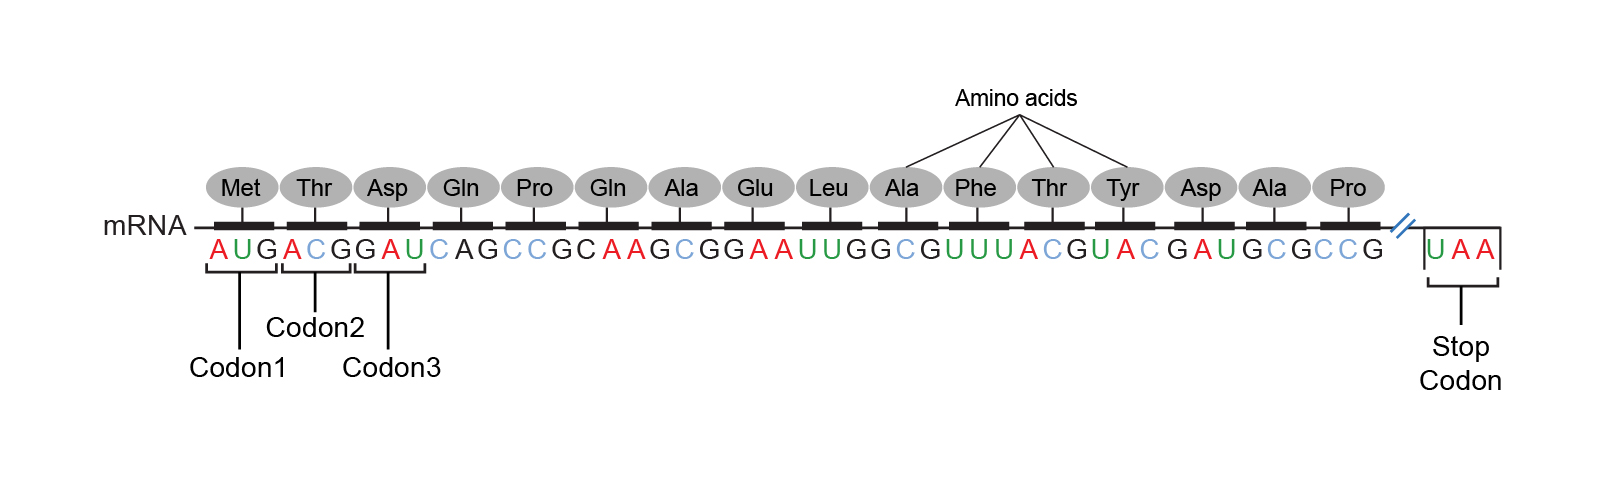 Amino acids
Met Thr Asp Gln Pro Gln Ala Glu Leu Ala Phe Thr Tyr Asp Ala Pro
mRNA
AUGACGGAUCAGCCGCAAGCGGAAUUGGCGUUUACGUACGAUGCGCCG UAA
Codon1
Codon2
Codon3
Stop
Codon